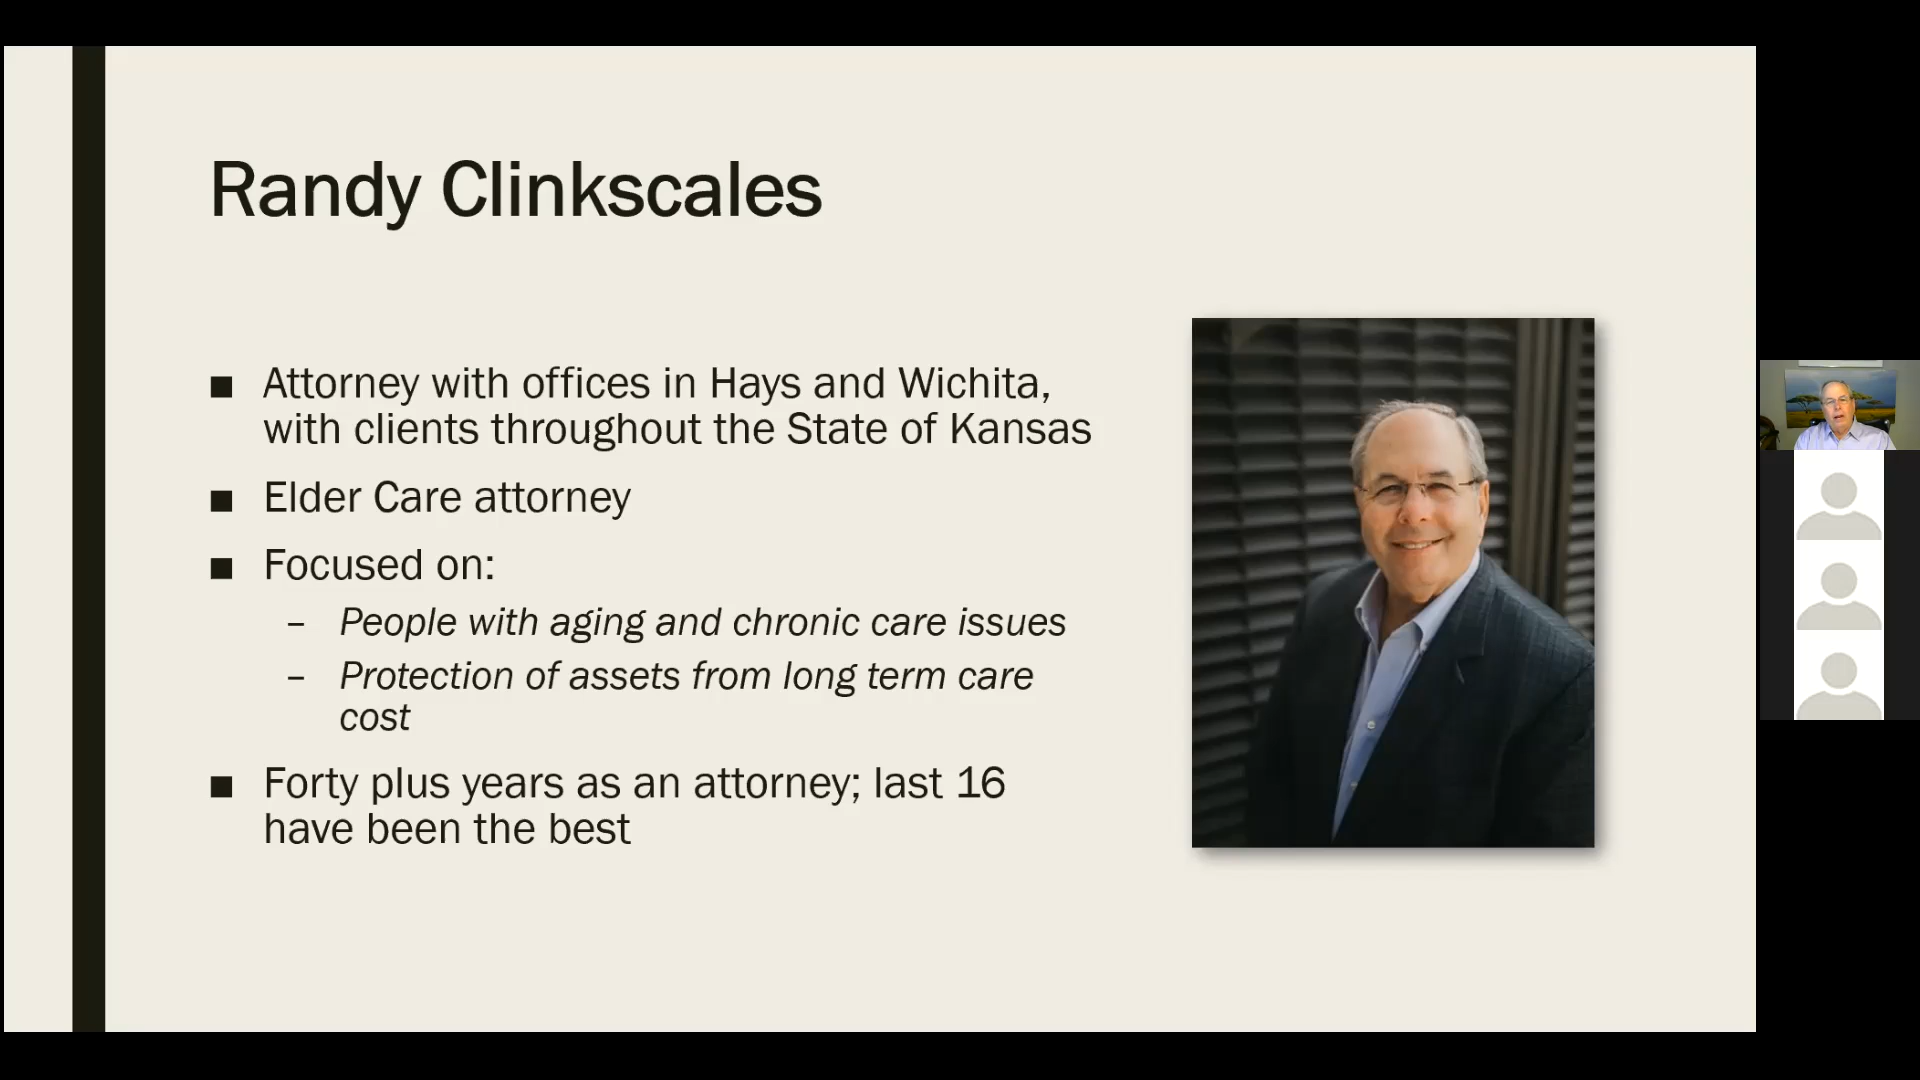 Randy Clinkscales
■ Attorney with offices in Hays and Wichita,
with clients throughout the State of Kansas
■ Elder Care attorney
■ Focused on:
– People with aging and chronic care issues
– Protection of assets from long term care
cost
■ Forty plus years as an attorney; last 16
have been the best